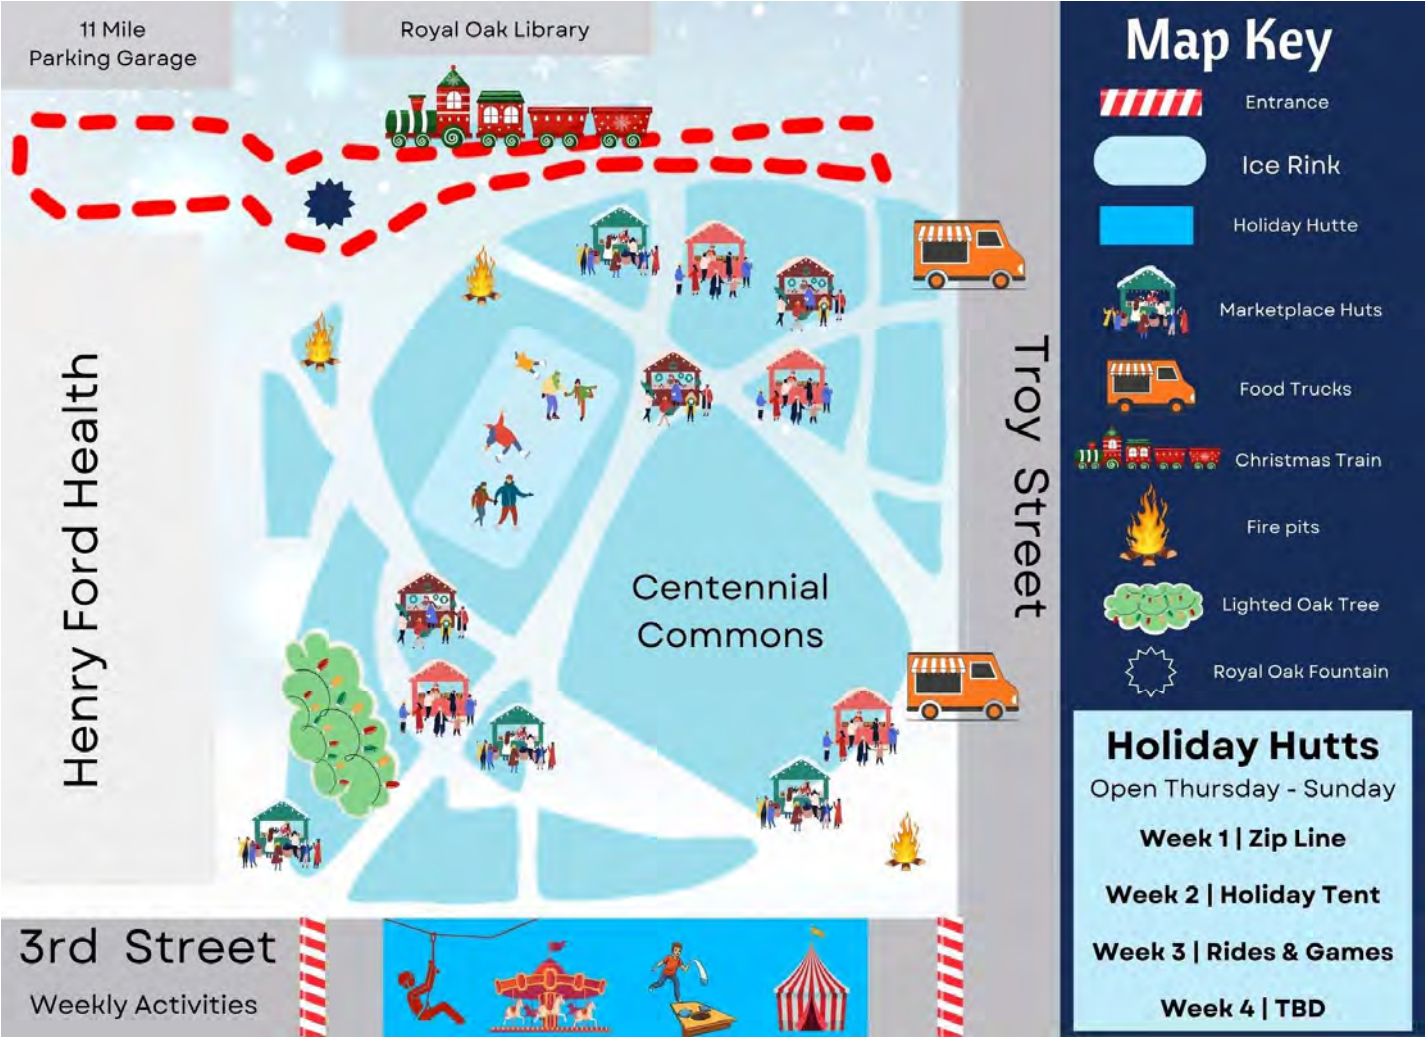 11 Mile
Parking Garage
Royal Oak Library
Henry Ford Health
Troy Street
Centennial
Commons
3rd Street
Weekly Activities
Map Key
Entrance
Ice Rink
Holiday Hutte
Marketplace Huts
Food Trucks
Christmas Train
Fire pits
Lighted Oak Tree
Royal Oak Fountain
Holiday Hutts
Open Thursday - Sunday
Week 1 | Zip Line
Week 2 | Holiday Tent
Week 3 | Rides & Games
Week 4 | TBD